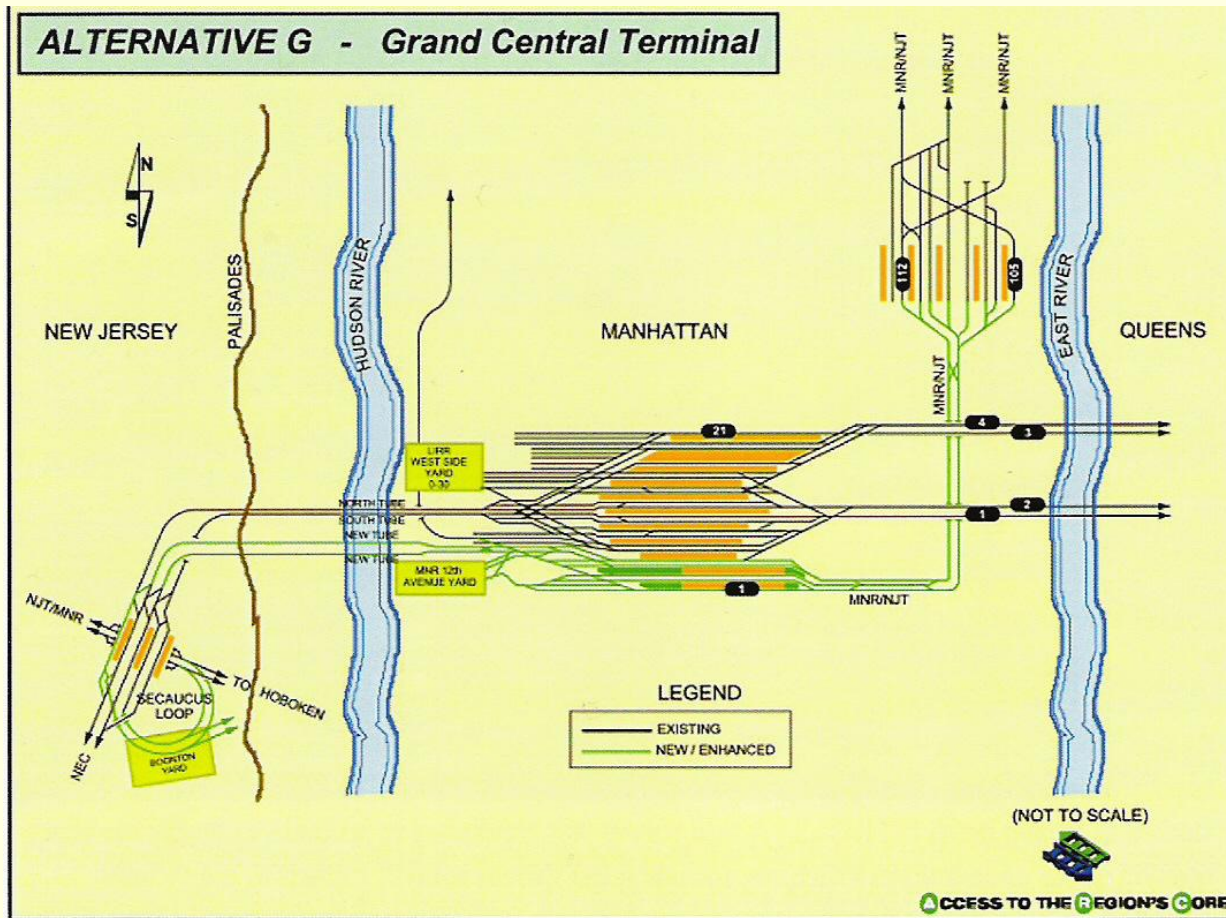 ALTERNATIVE G - Grand Central Terminal
MNR/NJT
MNR/NJT
MNR/NJT
N
S
PALISADES
HUDSON RIVER
EAST RIVER
112
105
NEW JERSEY
MANHATTAN
QUEENS
MNR/NJT
4
3
21
LIRR
WEST SIDE
YARD
0-30
NORTH TUBE
SOUTH TUBE
2
1
NEW TUBE
NEW TUBE
MNR 12th
AVENUE YARD
1
MNR/NJT
NJT/MNR
TO HOBOKEN
SECAUCUS
LOOP
BOONTON
YARD
NEC
LEGEND
EXISTING
NEW / ENHANCED
(NOT TO SCALE)
ACCESS TO THE REGION'S CORE